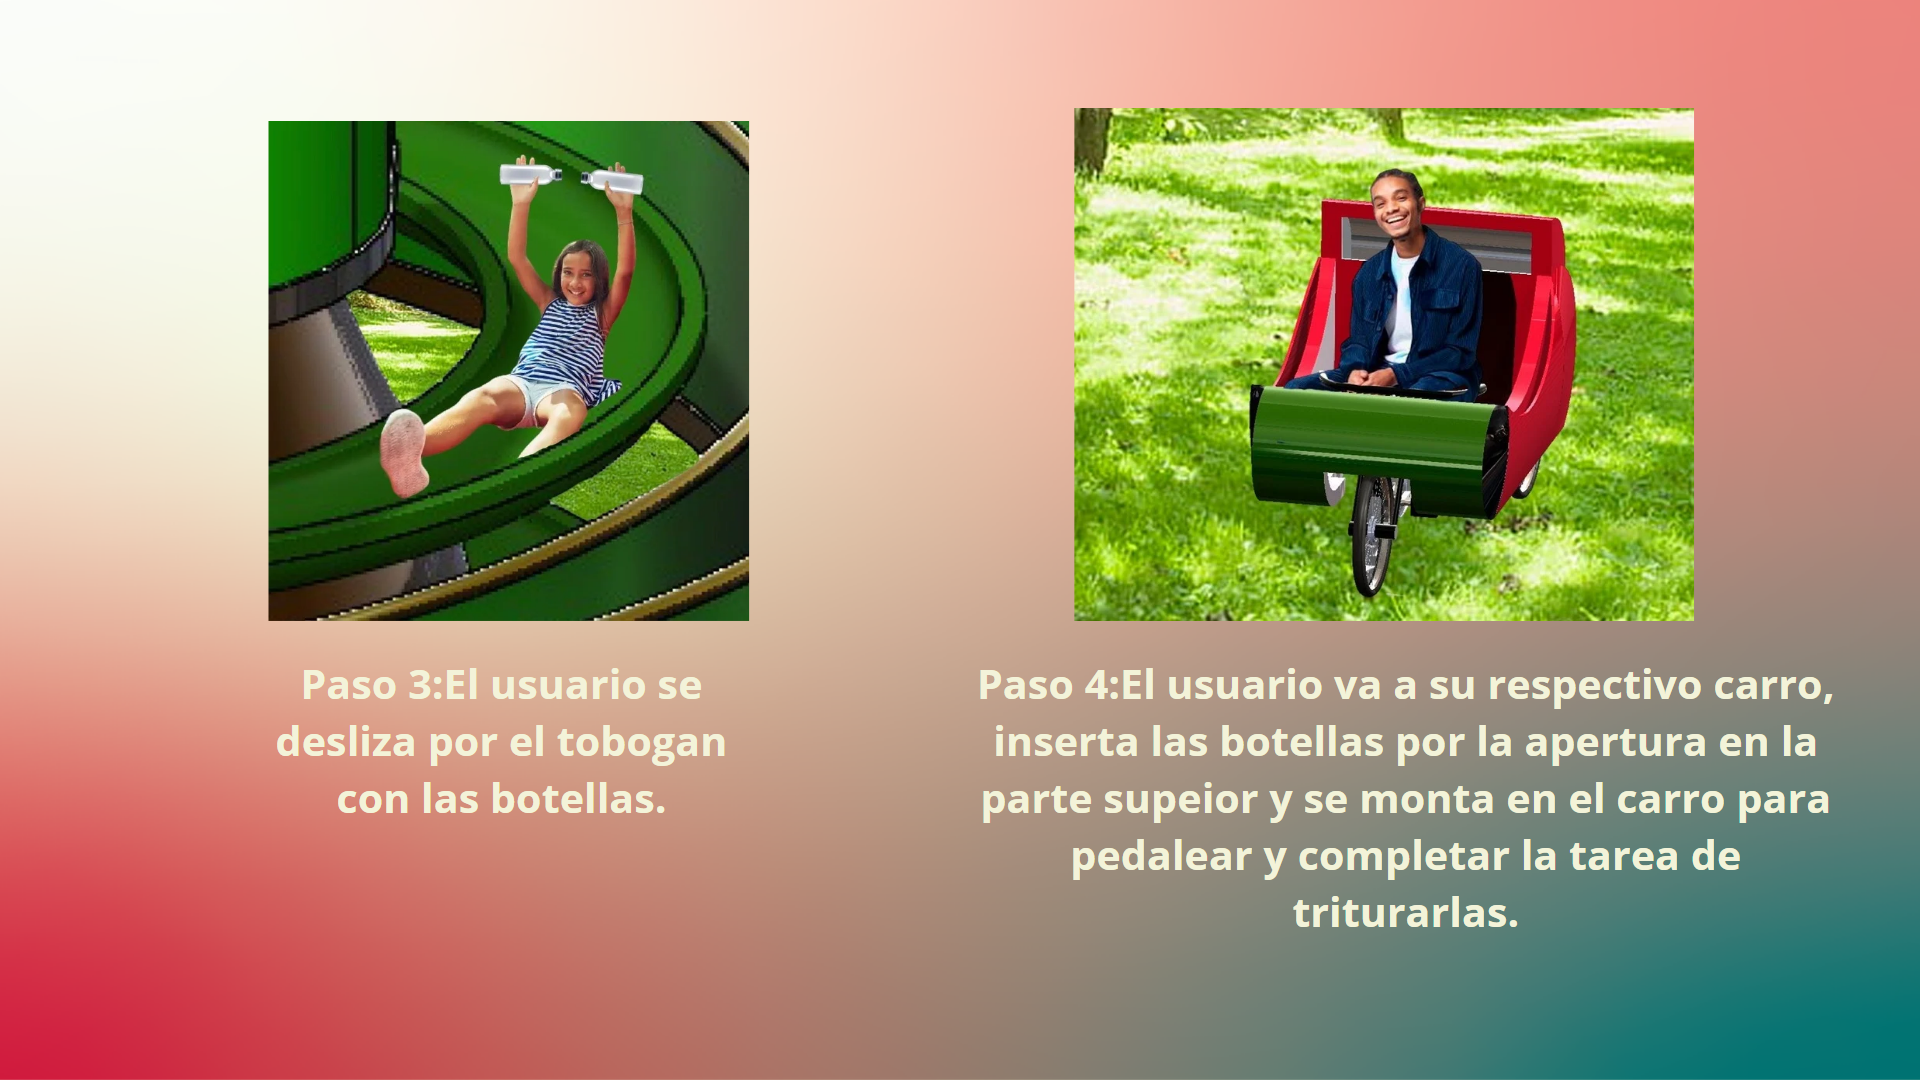 Paso 3:El usuario se
desliza por el tobogan
con las botellas.
Paso 4:El usuario va a su respectivo carro,
inserta las botellas por la apertura en la
parte supeior y se monta en el carro para
pedalear y completar la tarea de
triturarlas.